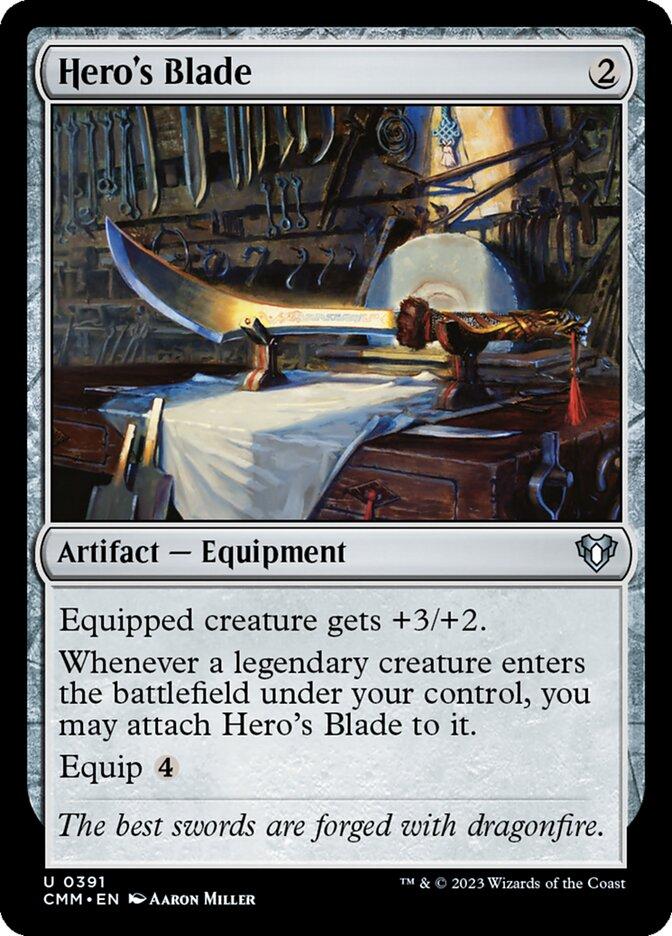 Hero's Blade 2
Artifact — Equipment
Equipped creature gets +3/+2.
Whenever a legendary creature enters
the battlefield under your control, you
may attach Hero's Blade to it.
Equip 4
The best swords are forged with dragonfire.
U 0391
CMM • EN Aaron Miller
™ & © 2023 Wizards of the Coast